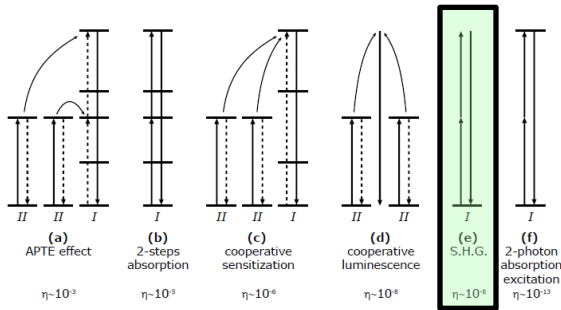 II II I I II II I II II I I
(a) (b) (c) (d) (e) (f)
APTE effect 2-steps cooperative cooperative S.H.G. 2-photon
absorption sensitization luminescence absorption
excitation
η~10⁻³ η~10⁻⁵ η~10⁻⁶ η~10⁻⁸ η~10⁻⁸ η~10⁻¹³